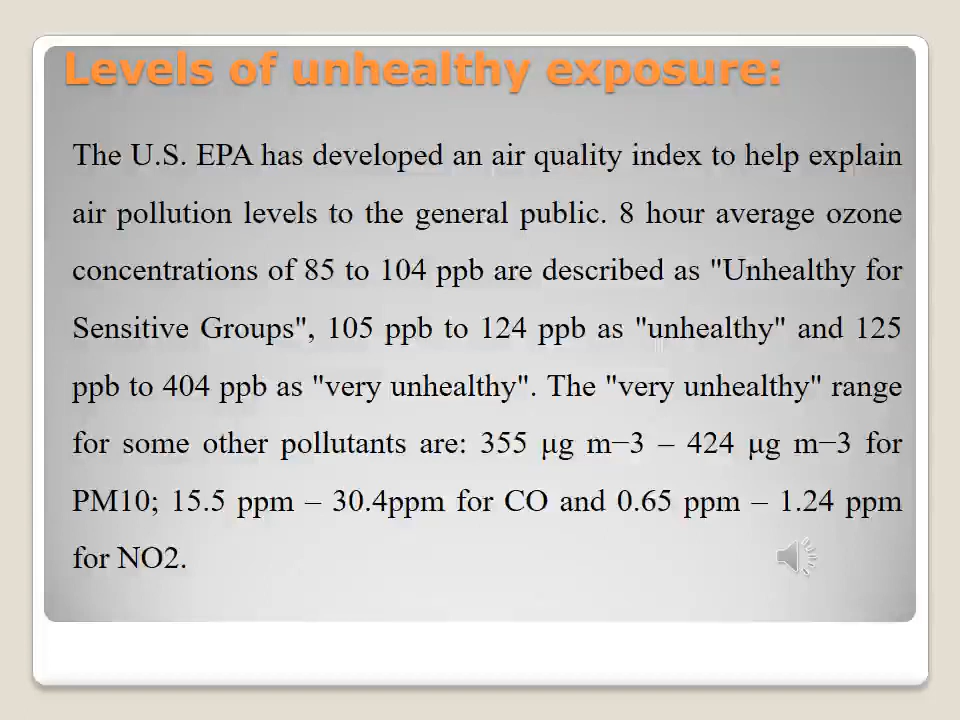 Levels of unhealthy exposure:
The U.S. EPA has developed an air quality index to help explain
air pollution levels to the general public. 8 hour average ozone
concentrations of 85 to 104 ppb are described as "Unhealthy for
Sensitive Groups", 105 ppb to 124 ppb as "unhealthy" and 125
ppb to 404 ppb as "very unhealthy". The "very unhealthy" range
for some other pollutants are: 355 μg m−3 – 424 μg m−3 for
PM10; 15.5 ppm – 30.4ppm for CO and 0.65 ppm – 1.24 ppm
for NO2.